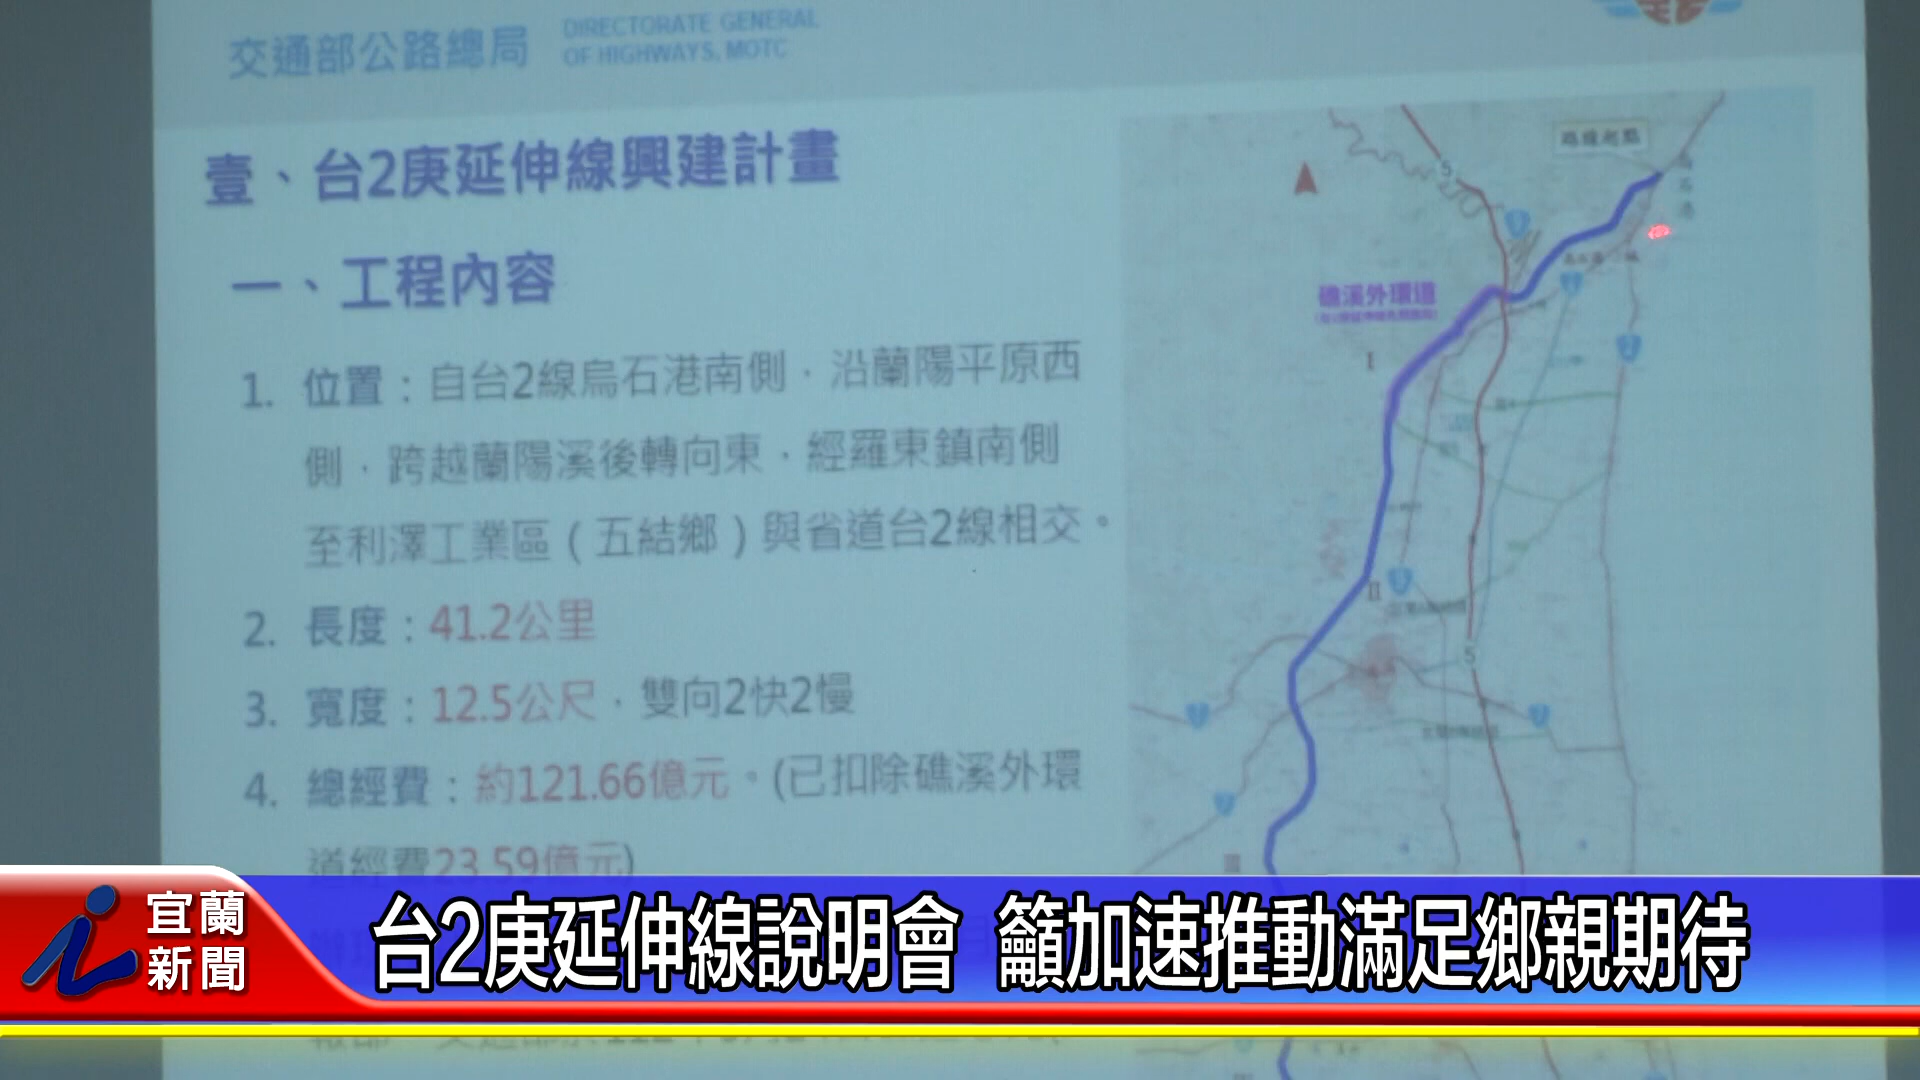 交通部公路總局
DIRECTORATE GENERAL
OF HIGHWAYS, MOTC
壹、台2庚延伸線興建計畫
一、工程內容
1. 位置：自台2線烏石港南側，沿蘭陽平原西
側，跨越蘭陽溪後轉向東，經羅東鎮南側
至利澤工業區（五結鄉）與省道台2線相交。
2. 長度：41.2公里
3. 寬度：12.5公尺，雙向2快2慢
4. 總經費：約121.66億元。(已扣除礁溪外環
道經費23.59億元)
路線起點
礁溪外環道
5
I
II
5
宜蘭
新聞
台2庚延伸線說明會 籲加速推動滿足鄉親期待